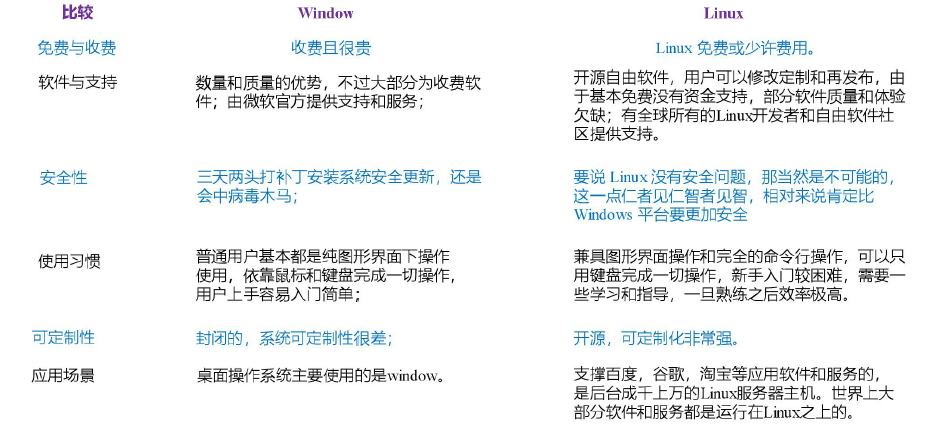 比较 Window Linux
免费与收费 收费且很贵 Linux 免费或少许费用。
软件与支持
数量和质量的优势，不过大部分为收费软
件；由微软官方提供支持和服务；
开源自由软件，用户可以修改定制和再发布，由
于基本免费没有资金支持，部分软件质量和体验
欠缺；有全球所有的Linux开发者和自由软件社
区提供支持。
安全性
三天两头打补丁安装系统安全更新，还是
会中病毒木马；
要说 Linux 没有安全问题，那当然是不可能的，
这一点仁者见仁智者见智，相对来说肯定比
Windows 平台要更加安全
使用习惯
普通用户基本都是纯图形界面下操作
使用，依靠鼠标和键盘完成一切操作，
用户上手容易入门简单；
兼具图形界面操作和完全的命令行操作，可以只
用键盘完成一切操作，新手入门较困难，需要一
些学习和指导，一旦熟练之后效率极高。
可定制性 封闭的，系统可定制性很差； 开源，可定制化非常强。
应用场景
桌面操作系统主要使用的是window。
支撑百度，谷歌，淘宝等应用软件和服务的，
是后台成千上万的Linux服务器主机。世界上大
部分软件和服务都是运行在Linux之上的。